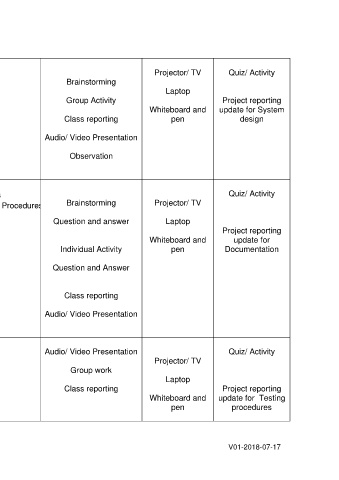 Brainstorming
Group Activity
Class reporting
Audio/ Video Presentation
Observation
Projector/ TV
Laptop
Whiteboard and
pen
Quiz/ Activity
Project reporting
update for System
design
Procedures
Brainstorming
Question and answer
Individual Activity
Question and Answer
Class reporting
Audio/ Video Presentation
Projector/ TV
Laptop
Whiteboard and
pen
Quiz/ Activity
Project reporting
update for
Documentation
Audio/ Video Presentation
Group work
Class reporting
Projector/ TV
Laptop
Whiteboard and
pen
Quiz/ Activity
Project reporting
update for Testing
procedures
V01-2018-07-17